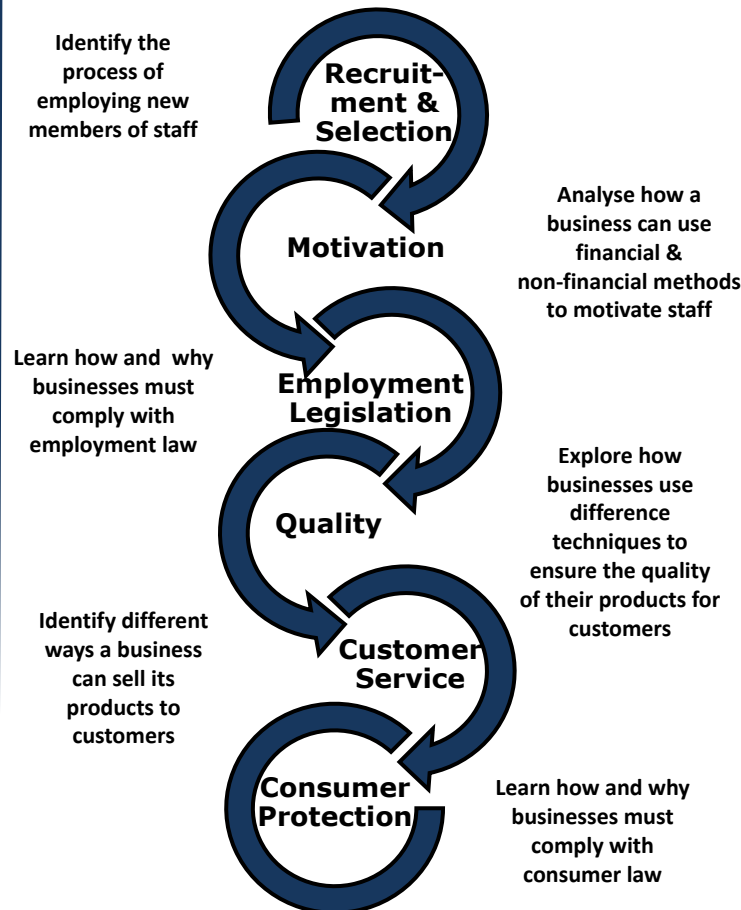 Identify the
process of
employing new
members of staff
Recruit-
ment &
Selection
Motivation
Analyse how a
business can use
financial &
non-financial methods
to motivate staff
Learn how and  why
businesses must
comply with
employment law
Employment
Legislation
Quality
Explore how
businesses use
difference
techniques to
ensure the quality
of their products for
customers
Identify different
ways a business
can sell its
products to
customers
Customer
Service
Consumer
Protection
Learn how and why
businesses must
comply with
consumer law